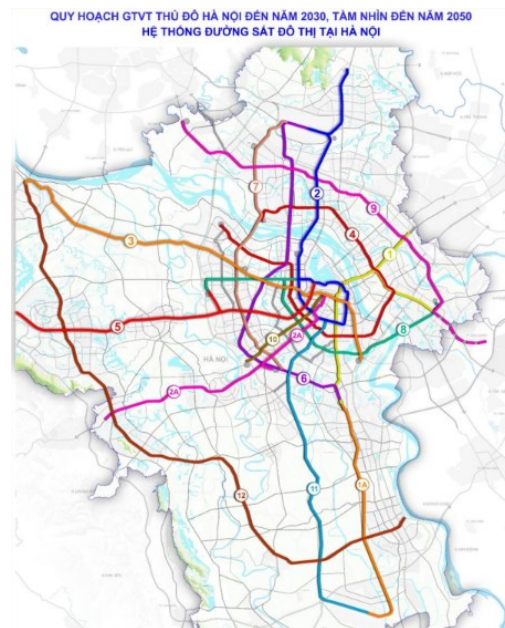 QUY HOẠCH GTVT THỦ ĐÔ HÀ NỘI ĐẾN NĂM 2030, TẦM NHÌN ĐẾN NĂM 2050
HỆ THỐNG ĐƯỜNG SẮT ĐÔ THỊ TẠI HÀ NỘI
7
2
9
3
4
1
5
10
2A
8
HÀ NỘI
2A
6
12
11
1A